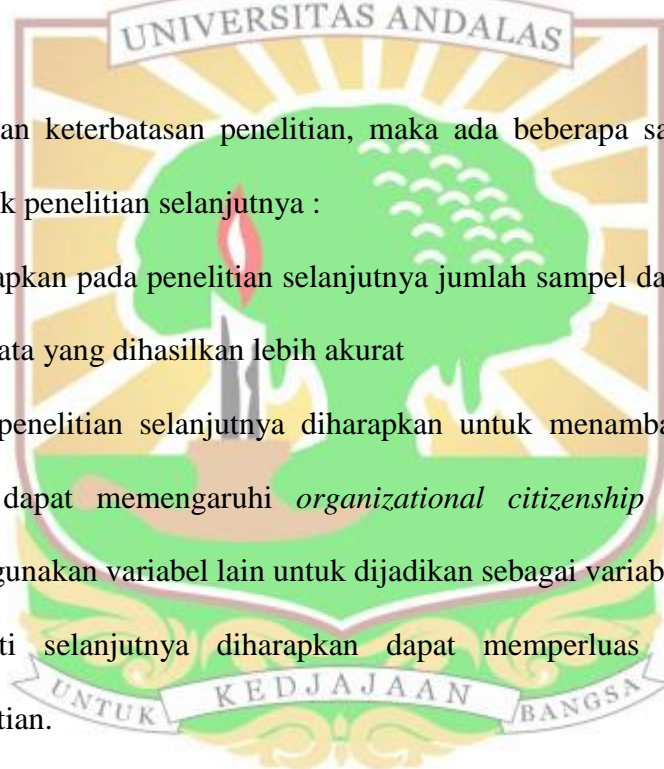 UNIVERSITAS ANDALAS
an keterbatasan penelitian, maka ada beberapa sa
k penelitian selanjutnya :
apkan pada penelitian selanjutnya jumlah sampel da
ata yang dihasilkan lebih akurat
penelitian selanjutnya diharapkan untuk menamba
dapat memengaruhi organizational citizenship
gunakan variabel lain untuk dijadikan sebagai variabe
ti selanjutnya diharapkan dapat memperluas
UNTUK KEDJAJAAN BANGSA
tian.